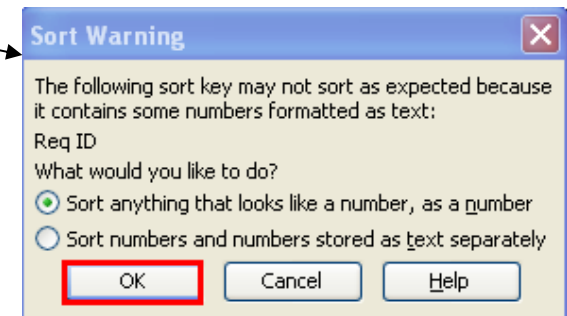 Sort Warning
The following sort key may not sort as expected because
it contains some numbers formatted as text:
Req ID
What would you like to do?
Sort anything that looks like a number, as a number
Sort numbers and numbers stored as text separately
OK Cancel Help